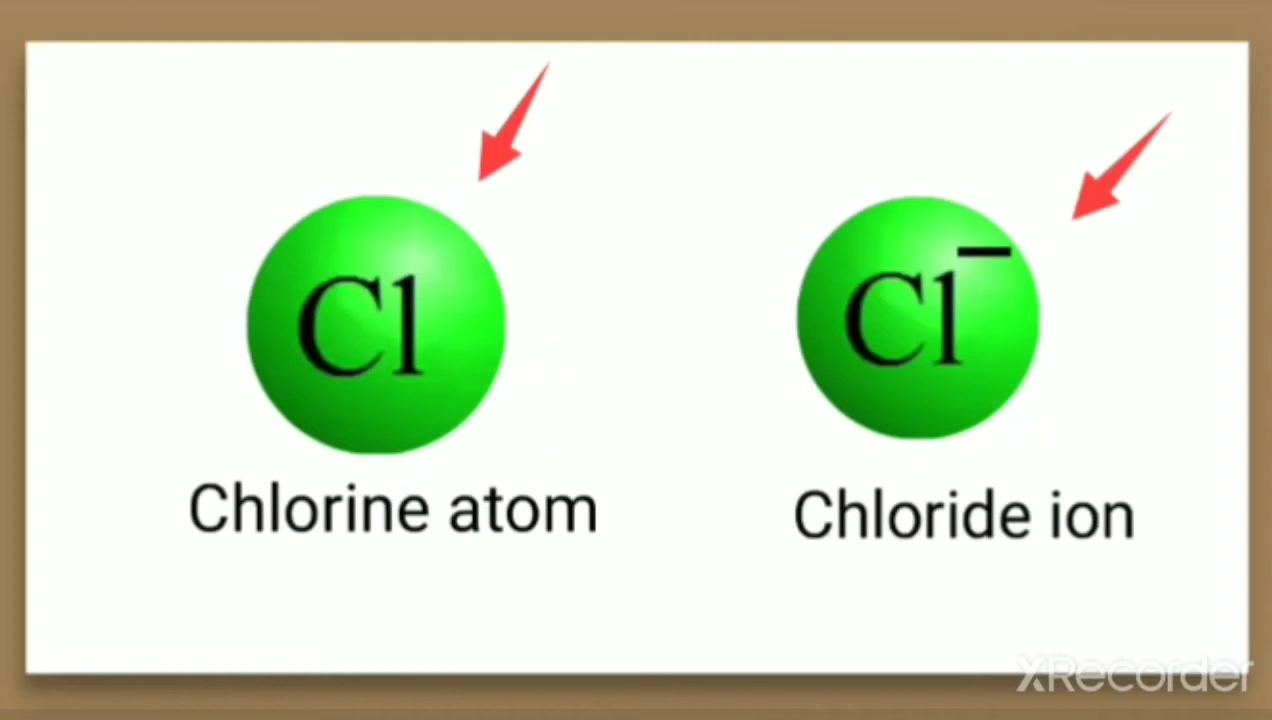 Cl
Cl⁻
Chlorine atom
Chloride ion
XRecorder